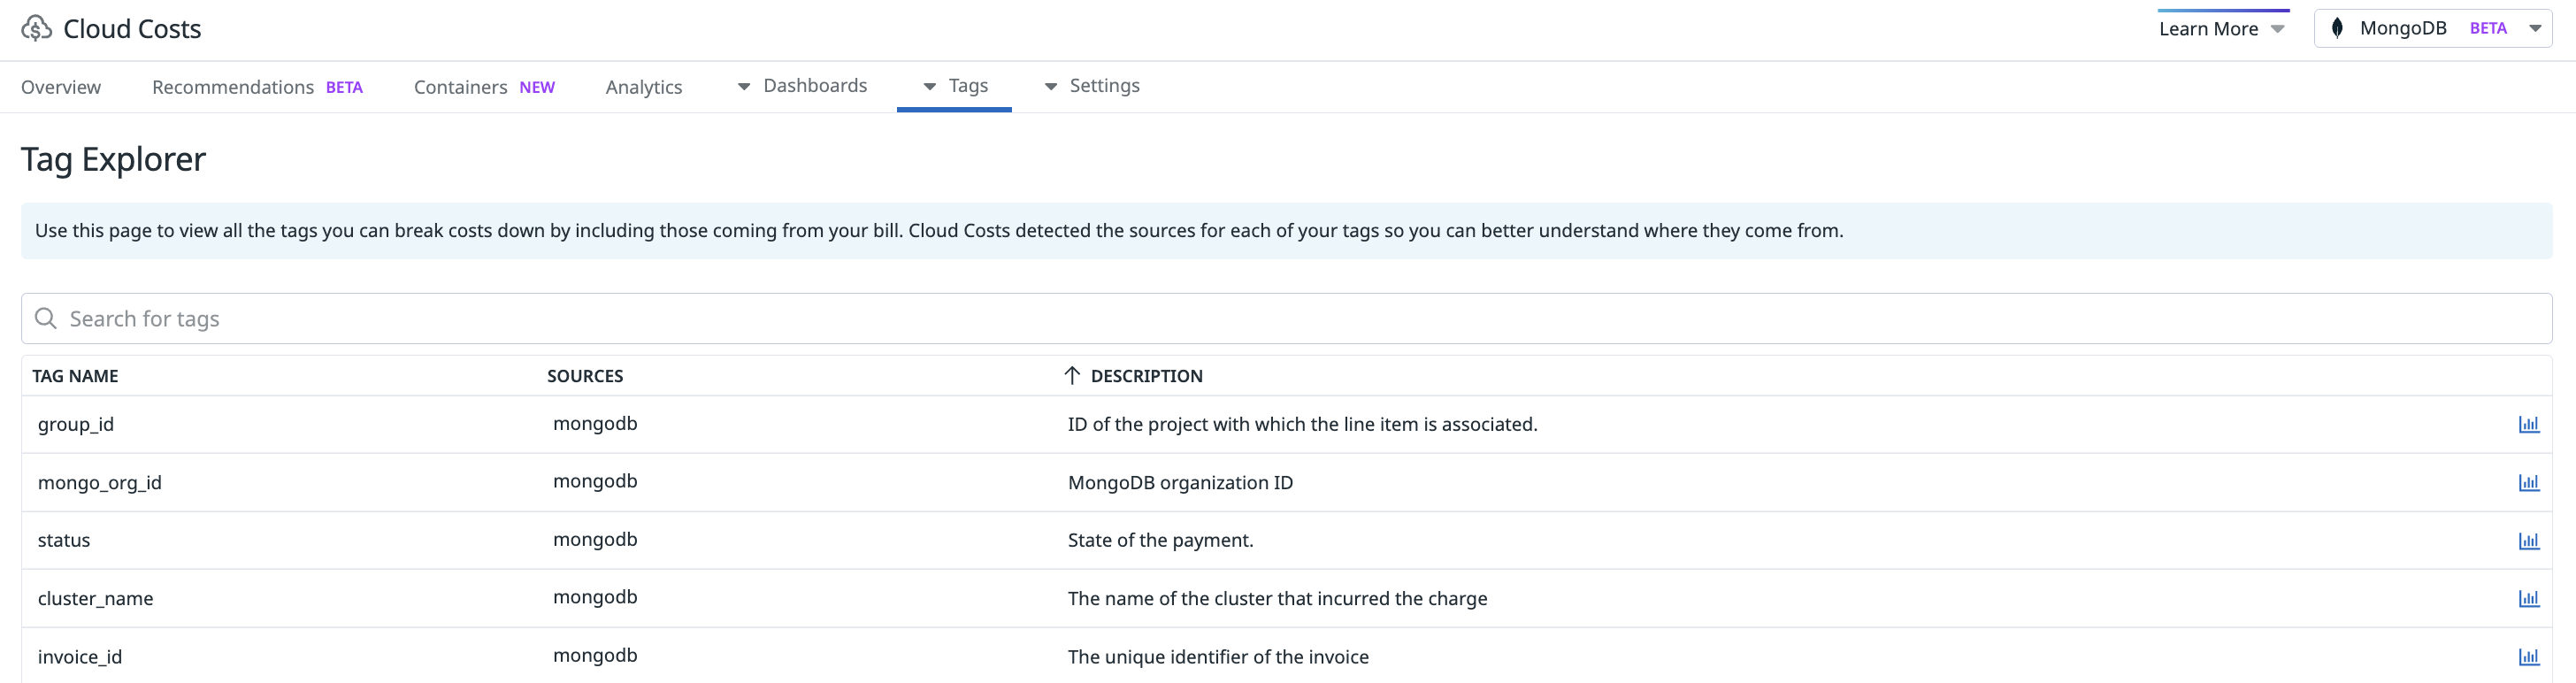 Cloud Costs
Learn More
MongoDB BETA
Overview Recommendations BETA Containers NEW Analytics Dashboards Tags Settings
Tag Explorer
Use this page to view all the tags you can break costs down by including those coming from your bill. Cloud Costs detected the sources for each of your tags so you can better understand where they come from.
Search for tags
TAG NAME SOURCES DESCRIPTION
group_id mongodb ID of the project with which the line item is associated.
mongo_org_id mongodb MongoDB organization ID
status mongodb State of the payment.
cluster_name mongodb The name of the cluster that incurred the charge
invoice_id mongodb The unique identifier of the invoice